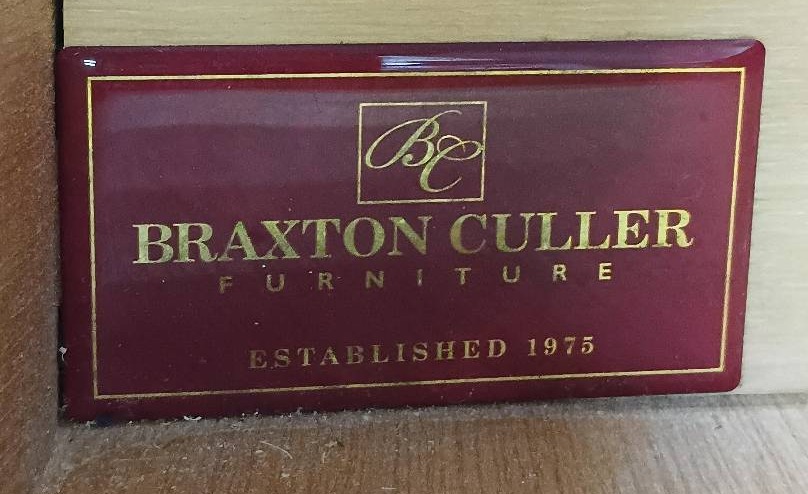 BC
BRAXTON CULLER
FURNITURE
ESTABLISHED 1975